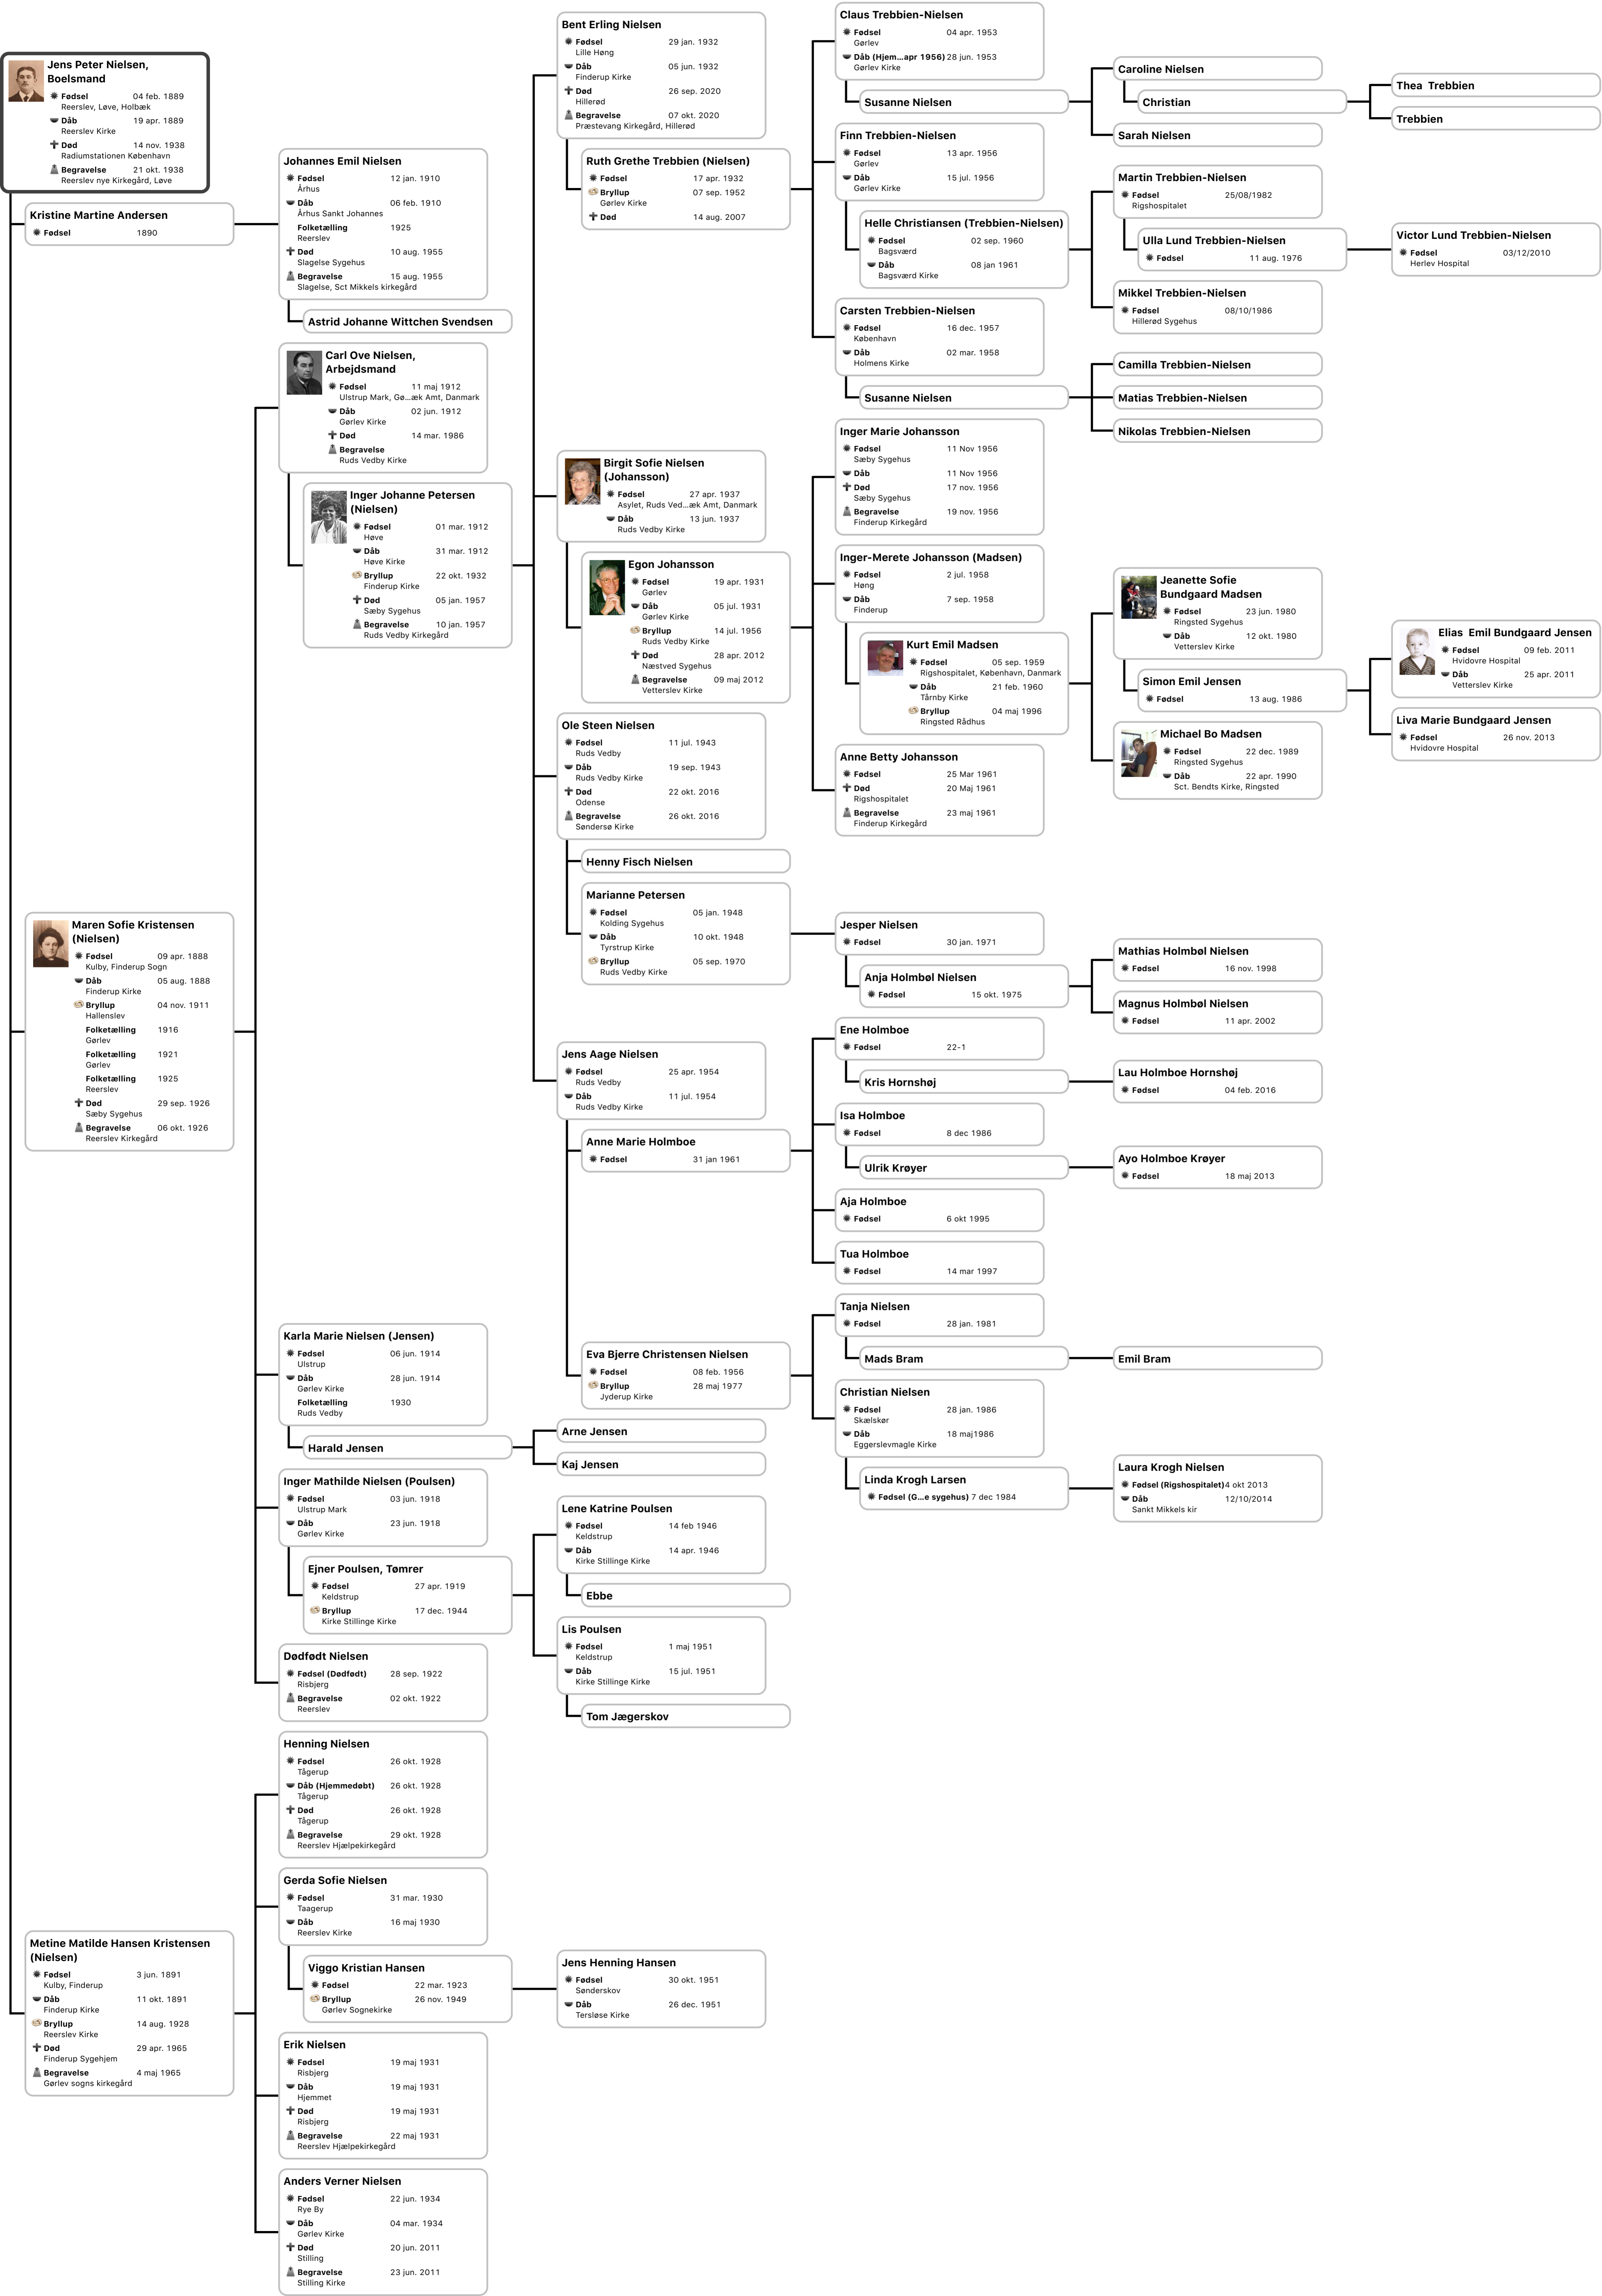 Jens Peter Nielsen,
Boelsmand
Fødsel 04 feb. 1889
Reerslev, Løve, Holbæk
Dåb 19 apr. 1889
Reerslev Kirke
Død 14 nov. 1938
Radiumstationen København
Begravelse 21 okt. 1938
Reerslev nye Kirkegård, Løve
Kristine Martine Andersen
Fødsel 1890
Johannes Emil Nielsen
Fødsel 12 jan. 1910
Århus
Dåb 06 feb. 1910
Århus Sankt Johannes
Folketælling 1925
Reerslev
Død 10 aug. 1955
Slagelse Sygehus
Begravelse 15 aug. 1955
Slagelse, Sct Mikkels kirkegård
Astrid Johanne Wittchen Svendsen
Maren Sofie Kristensen
(Nielsen)
Fødsel 09 apr. 1888
Kulby, Finderup Sogn
Dåb 05 aug. 1888
Finderup Kirke
Bryllup 04 nov. 1911
Hallenslev
Folketælling 1916
Gørlev
Folketælling 1921
Gørlev
Folketælling 1925
Reerslev
Død 29 sep. 1926
Sæby Sygehus
Begravelse 06 okt. 1926
Reerslev Kirkegård
Carl Ove Nielsen,
Arbejdsmand
Fødsel 11 maj 1912
Ulstrup Mark, Gø...æk Amt, Danmark
Dåb 02 jun. 1912
Gørlev Kirke
Død 14 mar. 1986
Begravelse
Ruds Vedby Kirke
Inger Johanne Petersen
(Nielsen)
Fødsel 01 mar. 1912
Høve
Dåb 31 mar. 1912
Høve Kirke
Bryllup 22 okt. 1932
Finderup Kirke
Død 05 jan. 1957
Sæby Sygehus
Begravelse 10 jan. 1957
Ruds Vedby Kirkegård
Bent Erling Nielsen
Fødsel 29 jan. 1932
Lille Høng
Dåb 05 jun. 1932
Finderup Kirke
Død 26 sep. 2020
Hillerød
Begravelse 07 okt. 2020
Præstevang Kirkegård, Hillerød
Ruth Grethe Trebbien (Nielsen)
Fødsel 17 apr. 1932
Bryllup 07 sep. 1952
Gørlev Kirke
Død 14 aug. 2007
Claus Trebbien-Nielsen
Fødsel 04 apr. 1953
Gørlev
Dåb (Hjem...apr 1956) 28 jun. 1953
Gørlev Kirke
Susanne Nielsen
Caroline Nielsen
Christian
Thea Trebbien
Trebbien
Sarah Nielsen
Finn Trebbien-Nielsen
Fødsel 13 apr. 1956
Gørlev
Dåb 15 jul. 1956
Gørlev Kirke
Helle Christiansen (Trebbien-Nielsen)
Fødsel 02 sep. 1960
Bagsværd
Dåb 08 jan 1961
Bagsværd Kirke
Martin Trebbien-Nielsen
Fødsel 25/08/1982
Rigshospitalet
Ulla Lund Trebbien-Nielsen
Fødsel 11 aug. 1976
Victor Lund Trebbien-Nielsen
Fødsel 03/12/2010
Herlev Hospital
Mikkel Trebbien-Nielsen
Fødsel 08/10/1986
Hillerød Sygehus
Carsten Trebbien-Nielsen
Fødsel 16 dec. 1957
København
Dåb 02 mar. 1958
Holmens Kirke
Susanne Nielsen
Camilla Trebbien-Nielsen
Matias Trebbien-Nielsen
Nikolas Trebbien-Nielsen
Birgit Sofie Nielsen
(Johansson)
Fødsel 27 apr. 1937
Asylet, Ruds Ved...æk Amt, Danmark
Dåb 13 jun. 1937
Ruds Vedby Kirke
Egon Johansson
Fødsel 19 apr. 1931
Gørlev
Dåb 05 jul. 1931
Gørlev Kirke
Bryllup 14 jul. 1956
Ruds Vedby Kirke
Død 28 apr. 2012
Næstved Sygehus
Begravelse 09 maj 2012
Vetterslev Kirke
Inger Marie Johansson
Fødsel 11 Nov 1956
Sæby Sygehus
Dåb 11 Nov 1956
Død 17 nov. 1956
Sæby Sygehus
Begravelse 19 nov. 1956
Finderup Kirkegård
Inger-Merete Johansson (Madsen)
Fødsel 2 jul. 1958
Høng
Dåb 7 sep. 1958
Finderup
Kurt Emil Madsen
Fødsel 05 sep. 1959
Rigshospitalet, København, Danmark
Dåb 21 feb. 1960
Tårnby Kirke
Bryllup 04 maj 1996
Ringsted Rådhus
Jeanette Sofie
Bundgaard Madsen
Fødsel 23 jun. 1980
Ringsted Sygehus
Dåb 12 okt. 1980
Vetterslev Kirke
Simon Emil Jensen
Fødsel 13 aug. 1986
Elias Emil Bundgaard Jensen
Fødsel 09 feb. 2011
Hvidovre Hospital
Dåb 25 apr. 2011
Vetterslev Kirke
Liva Marie Bundgaard Jensen
Fødsel 26 nov. 2013
Hvidovre Hospital
Michael Bo Madsen
Fødsel 22 dec. 1989
Ringsted Sygehus
Dåb 22 apr. 1990
Sct. Bendts Kirke, Ringsted
Anne Betty Johansson
Fødsel 25 Mar 1961
Død 20 Maj 1961
Rigshospitalet
Begravelse 23 maj 1961
Finderup Kirkegård
Ole Steen Nielsen
Fødsel 11 jul. 1943
Ruds Vedby
Dåb 19 sep. 1943
Ruds Vedby Kirke
Død 22 okt. 2016
Odense
Begravelse 26 okt. 2016
Søndersø Kirke
Henny Fisch Nielsen
Marianne Petersen
Fødsel 05 jan. 1948
Kolding Sygehus
Dåb 10 okt. 1948
Tyrstrup Kirke
Bryllup 05 sep. 1970
Ruds Vedby Kirke
Jesper Nielsen
Fødsel 30 jan. 1971
Anja Holmbøl Nielsen
Fødsel 15 okt. 1975
Mathias Holmbøl Nielsen
Fødsel 16 nov. 1998
Magnus Holmbøl Nielsen
Fødsel 11 apr. 2002
Jens Aage Nielsen
Fødsel 25 apr. 1954
Ruds Vedby
Dåb 11 jul. 1954
Ruds Vedby Kirke
Anne Marie Holmboe
Fødsel 31 jan 1961
Ene Holmboe
Fødsel 22-1
Kris Hornshøj
Lau Holmboe Hornshøj
Fødsel 04 feb. 2016
Isa Holmboe
Fødsel 8 dec 1986
Ulrik Krøyer
Ayo Holmboe Krøyer
Fødsel 18 maj 2013
Aja Holmboe
Fødsel 6 okt 1995
Tua Holmboe
Fødsel 14 mar 1997
Eva Bjerre Christensen Nielsen
Fødsel 08 feb. 1956
Bryllup 28 maj 1977
Jyderup Kirke
Tanja Nielsen
Fødsel 28 jan. 1981
Mads Bram
Emil Bram
Christian Nielsen
Fødsel 28 jan. 1986
Skælskør
Dåb 18 maj1986
Eggerslevmagle Kirke
Linda Krogh Larsen
Fødsel (G...e sygehus) 7 dec 1984
Laura Krogh Nielsen
Fødsel (Rigshospitalet)4 okt 2013
Dåb 12/10/2014
Sankt Mikkels kir
Karla Marie Nielsen (Jensen)
Fødsel 06 jun. 1914
Ulstrup
Dåb 28 jun. 1914
Gørlev Kirke
Folketælling 1930
Ruds Vedby
Harald Jensen
Arne Jensen
Kaj Jensen
Inger Mathilde Nielsen (Poulsen)
Fødsel 03 jun. 1918
Ulstrup Mark
Dåb 23 jun. 1918
Gørlev Kirke
Ejner Poulsen, Tømrer
Fødsel 27 apr. 1919
Keldstrup
Bryllup 17 dec. 1944
Kirke Stillinge Kirke
Lene Katrine Poulsen
Fødsel 14 feb 1946
Keldstrup
Dåb 14 apr. 1946
Kirke Stillinge Kirke
Ebbe
Lis Poulsen
Fødsel 1 maj 1951
Keldstrup
Dåb 15 jul. 1951
Kirke Stillinge Kirke
Tom Jægerskov
Dødfødt Nielsen
Fødsel (Dødfødt) 28 sep. 1922
Risbjerg
Begravelse 02 okt. 1922
Reerslev
Metine Matilde Hansen Kristensen
(Nielsen)
Fødsel 3 jun. 1891
Kulby, Finderup
Dåb 11 okt. 1891
Finderup Kirke
Bryllup 14 aug. 1928
Reerslev Kirke
Død 29 apr. 1965
Finderup Sygehjem
Begravelse 4 maj 1965
Gørlev sogns kirkegård
Henning Nielsen
Fødsel 26 okt. 1928
Tågerup
Dåb (Hjemmedøbt) 26 okt. 1928
Tågerup
Død 26 okt. 1928
Tågerup
Begravelse 29 okt. 1928
Reerslev Hjælpekirkegård
Gerda Sofie Nielsen
Fødsel 31 mar. 1930
Taagerup
Dåb 16 maj 1930
Reerslev Kirke
Viggo Kristian Hansen
Fødsel 22 mar. 1923
Bryllup 26 nov. 1949
Gørlev Sognekirke
Jens Henning Hansen
Fødsel 30 okt. 1951
Sønderskov
Dåb 26 dec. 1951
Tersløse Kirke
Erik Nielsen
Fødsel 19 maj 1931
Risbjerg
Dåb 19 maj 1931
Hjemmet
Død 19 maj 1931
Risbjerg
Begravelse 22 maj 1931
Reerslev Hjælpekirkegård
Anders Verner Nielsen
Fødsel 22 jun. 1934
Rye By
Dåb 04 mar. 1934
Gørlev Kirke
Død 20 jun. 2011
Stilling
Begravelse 23 jun. 2011
Stilling Kirke